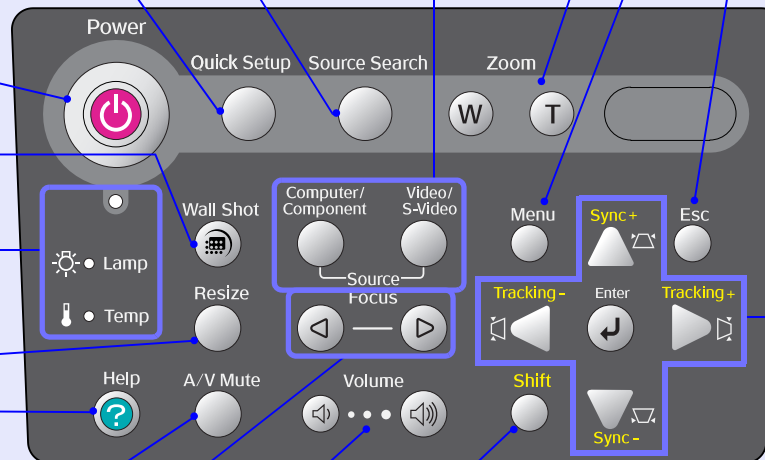 Power
Quick Setup
Source Search
Zoom
W
T
Computer/
Component
Video/
S-Video
Source
Wall Shot
Menu
Sync+
Esc
Lamp
Temp
Resize
Focus
Tracking-
Enter
Tracking+
Help
?
A/V Mute
Volume
Shift
Sync-